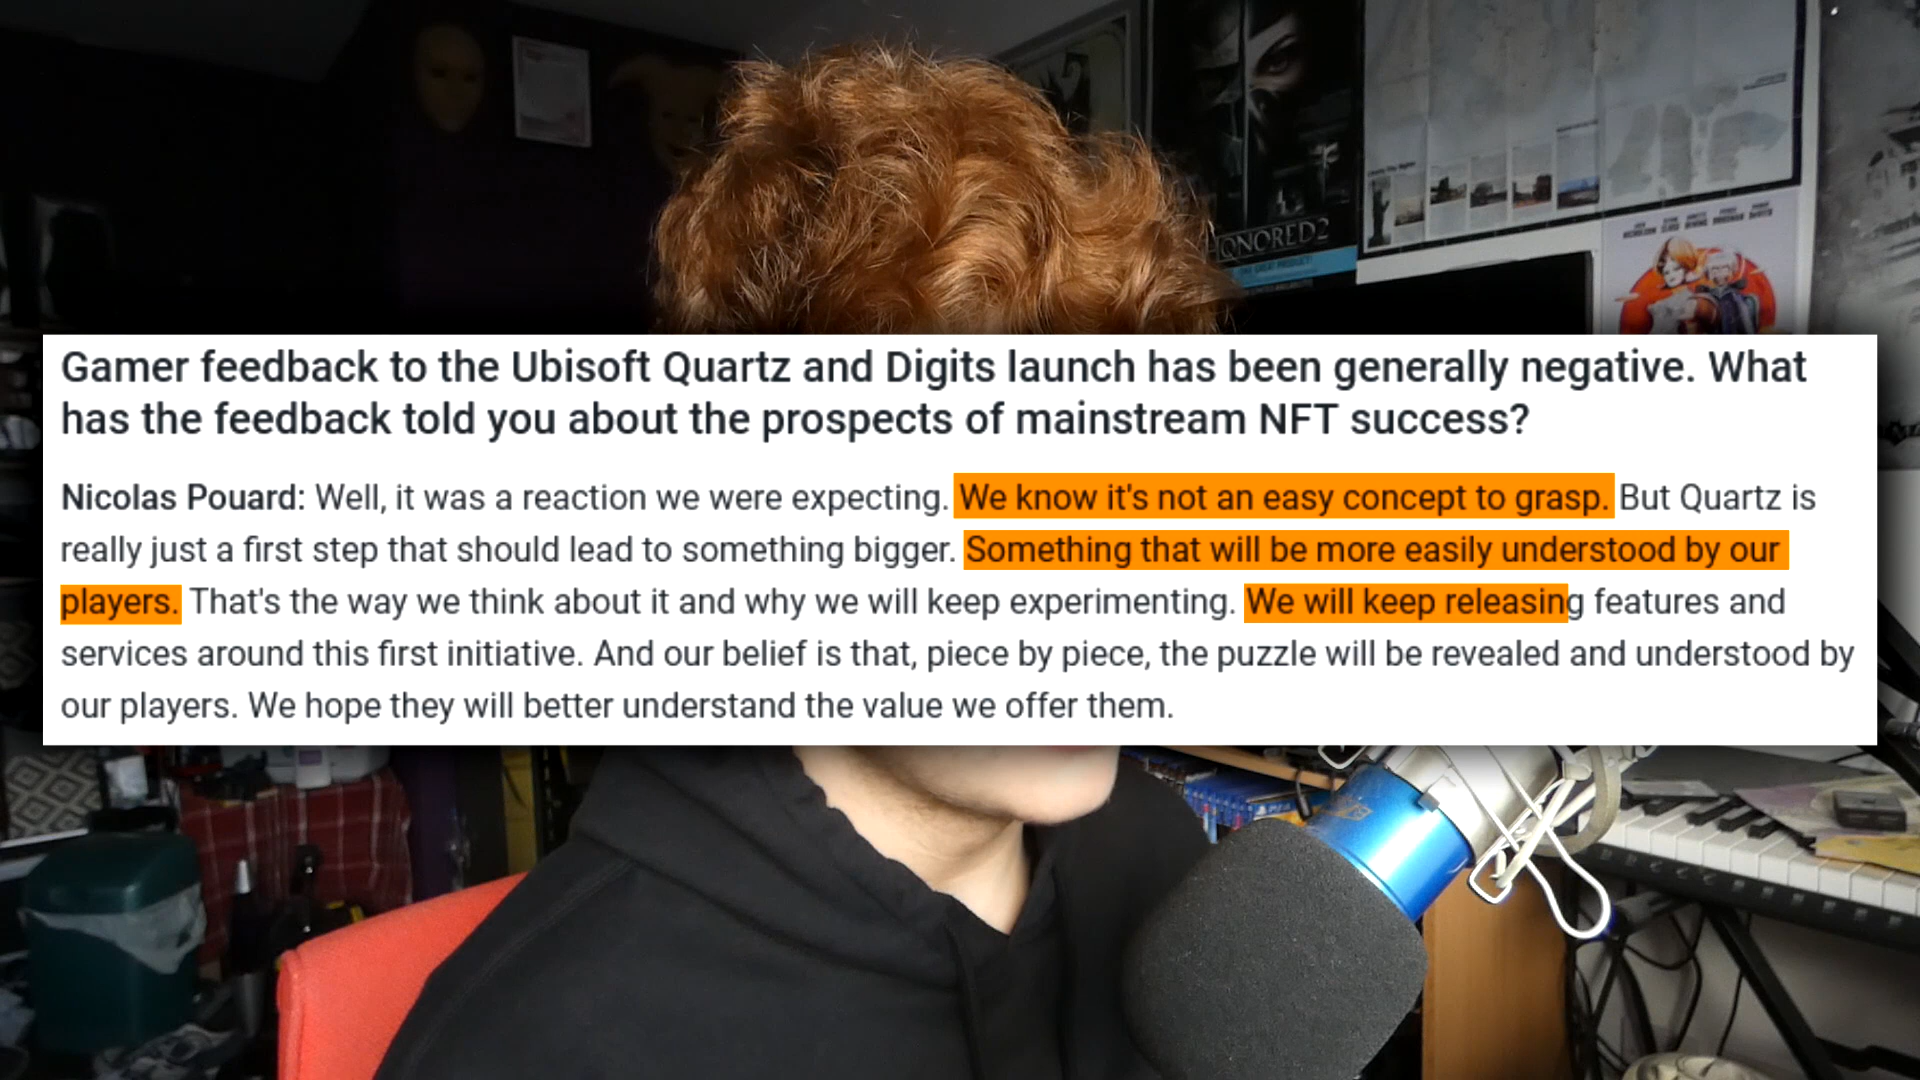 HONORED2
Gamer feedback to the Ubisoft Quartz and Digits launch has been generally negative. What
has the feedback told you about the prospects of mainstream NFT success?
Nicolas Pouard: Well, it was a reaction we were expecting. We know it's not an easy concept to grasp. But Quartz is
really just a first step that should lead to something bigger. Something that will be more easily understood by our
players. That's the way we think about it and why we will keep experimenting. We will keep releasing features and
services around this first initiative. And our belief is that, piece by piece, the puzzle will be revealed and understood by
our players. We hope they will better understand the value we offer them.